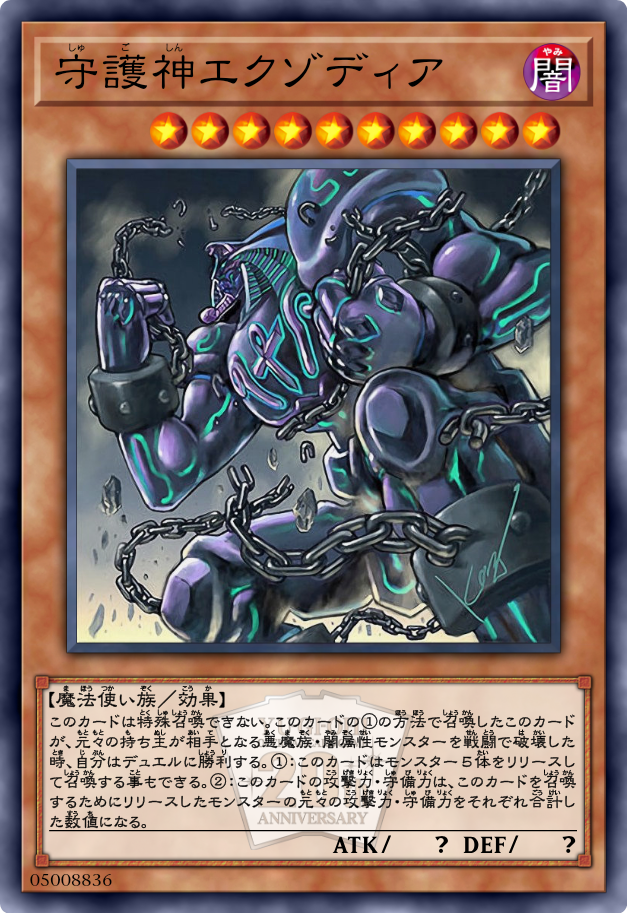 守護神エクゾディア
闇
【魔法使い族／効果】
このカードは特殊召喚できない。このカードの①の方法で召喚したこのカード
が、元々の持ち主が相手となる悪魔族・闇属性モンスターを戦闘で破壊した
時、自分はデュエルに勝利する。①：このカードはモンスター５体をリリースし
て召喚する事もできる。②：このカードの攻撃力・守備力は、このカードを召喚
するためにリリースしたモンスターの元々の攻撃力・守備力をそれぞれ合計し
た数値になる。
ANNIVERSARY
ATK/ ? DEF/ ?
05008836